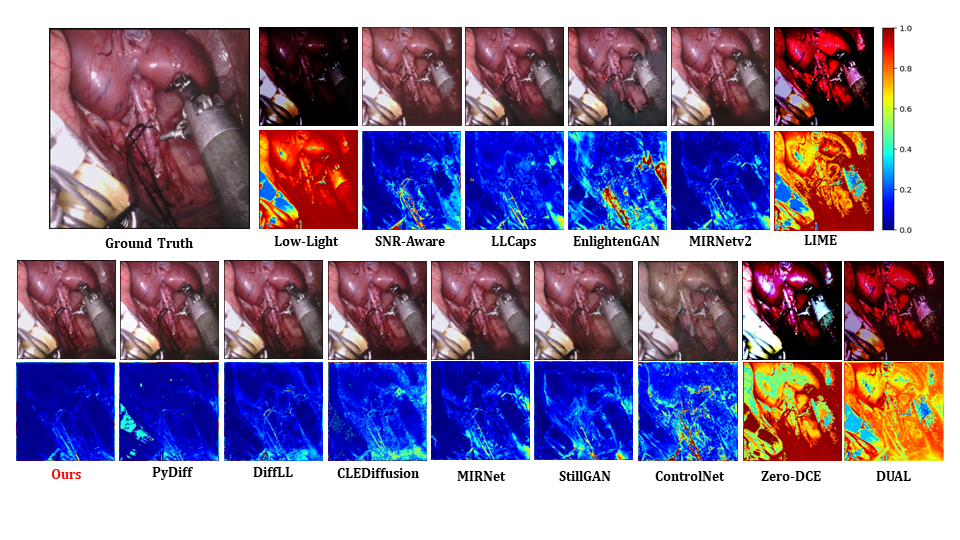 1.0
0.8
0.6
0.4
0.2
0.0
Ground Truth
Low-Light
SNR-Aware
LLCaps
EnlightenGAN
MIRNetv2
LIME
Ours
PyDiff
DiffLL
CLEDiffusion
MIRNet
StillGAN
ControlNet
Zero-DCE
DUAL